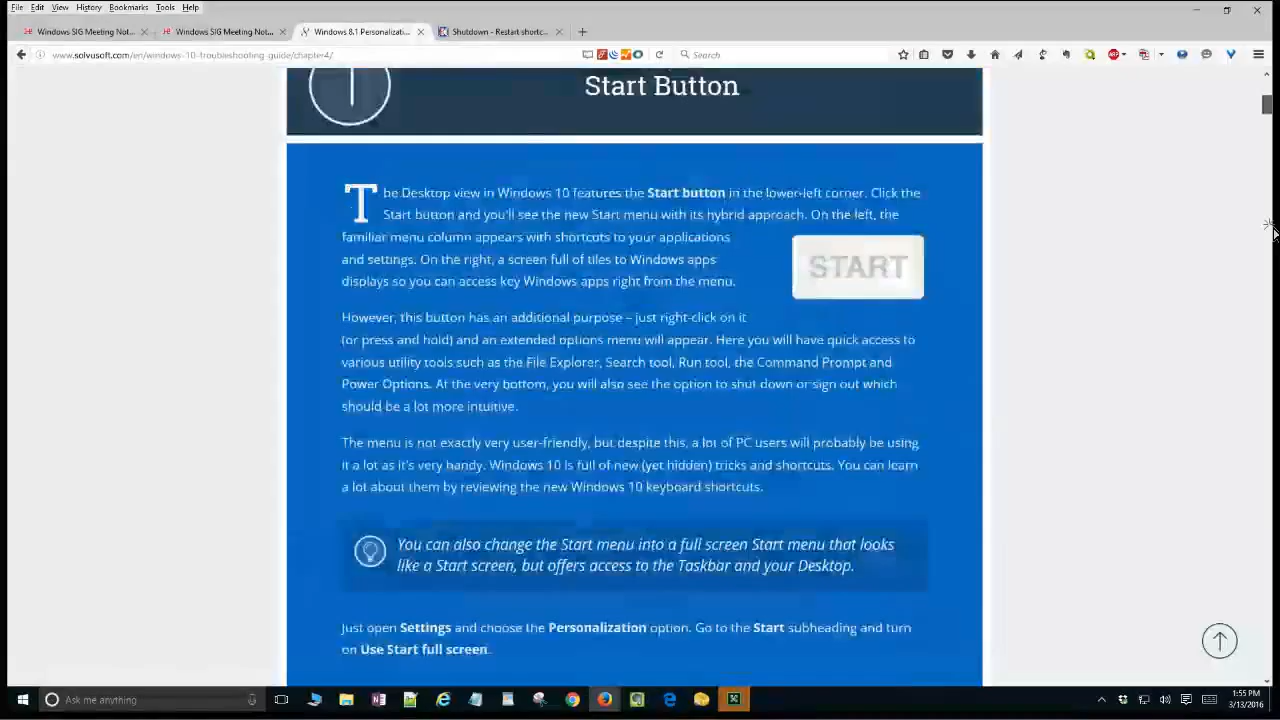 File Edit View History Bookmarks Tools Help
Windows SIG Meeting Not... Windows SIG Meeting Not... Windows 8.1 Personalizati... Shutdown - Restart shortc...
www.solvusoft.com/en/windows-10-troubleshooting-guide/chapter4/ Search
Start Button
The Desktop view in Windows 10 features the Start button in the lower-left corner. Click the
Start button and you'll see the new Start menu with its hybrid approach. On the left, the
familiar menu column appears with shortcuts to your applications
and settings. On the right, a screen full of tiles to Windows apps
displays so you can access key Windows apps right from the menu.
START
However, this button has an additional purpose – just right-click on it
(or press and hold) and an extended options menu will appear. Here you will have quick access to
various utility tools such as the File Explorer, Search tool, Run tool, the Command Prompt and
Power Options. At the very bottom, you will also see the option to shut down or sign out which
should be a lot more intuitive.
The menu is not exactly very user-friendly, but despite this, a lot of PC users will probably be using
it a lot as it's very handy. Windows 10 is full of new (yet hidden) tricks and shortcuts. You can learn
a lot about them by reviewing the new Windows 10 keyboard shortcuts.
You can also change the Start menu into a full screen Start menu that looks
like a Start screen, but offers access to the Taskbar and your Desktop.
Just open Settings and choose the Personalization option. Go to the Start subheading and turn
on Use Start full screen.
Ask me anything
1:55 PM
3/13/2016